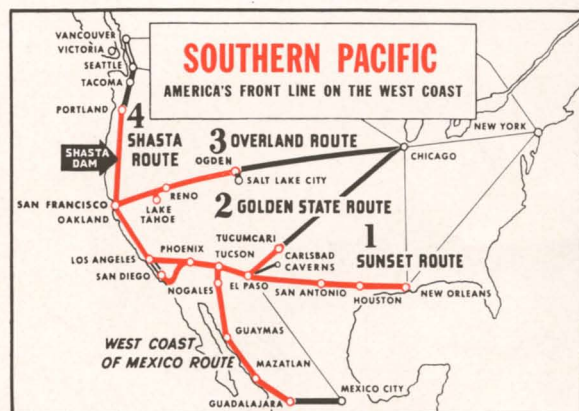 VANCOUVER
VICTORIA
SEATTLE
TACOMA
PORTLAND
SOUTHERN PACIFIC
AMERICA'S FRONT LINE ON THE WEST COAST
4
SHASTA
ROUTE
SHASTA
DAM
3 OVERLAND ROUTE
OGDEN
SALT LAKE CITY
NEW YORK
CHICAGO
SAN FRANCISCO
OAKLAND
RENO
LAKE
TAHOE
2 GOLDEN STATE ROUTE
TUCUMCARI
1
SUNSET ROUTE
LOS ANGELES
SAN DIEGO
PHOENIX
TUCSON
CARLSBAD
CAVERNS
NOGALES
EL PASO
SAN ANTONIO
HOUSTON
NEW ORLEANS
WEST COAST
OF MEXICO ROUTE
GUAYMAS
MAZATLAN
GUADALAJARA
MEXICO CITY